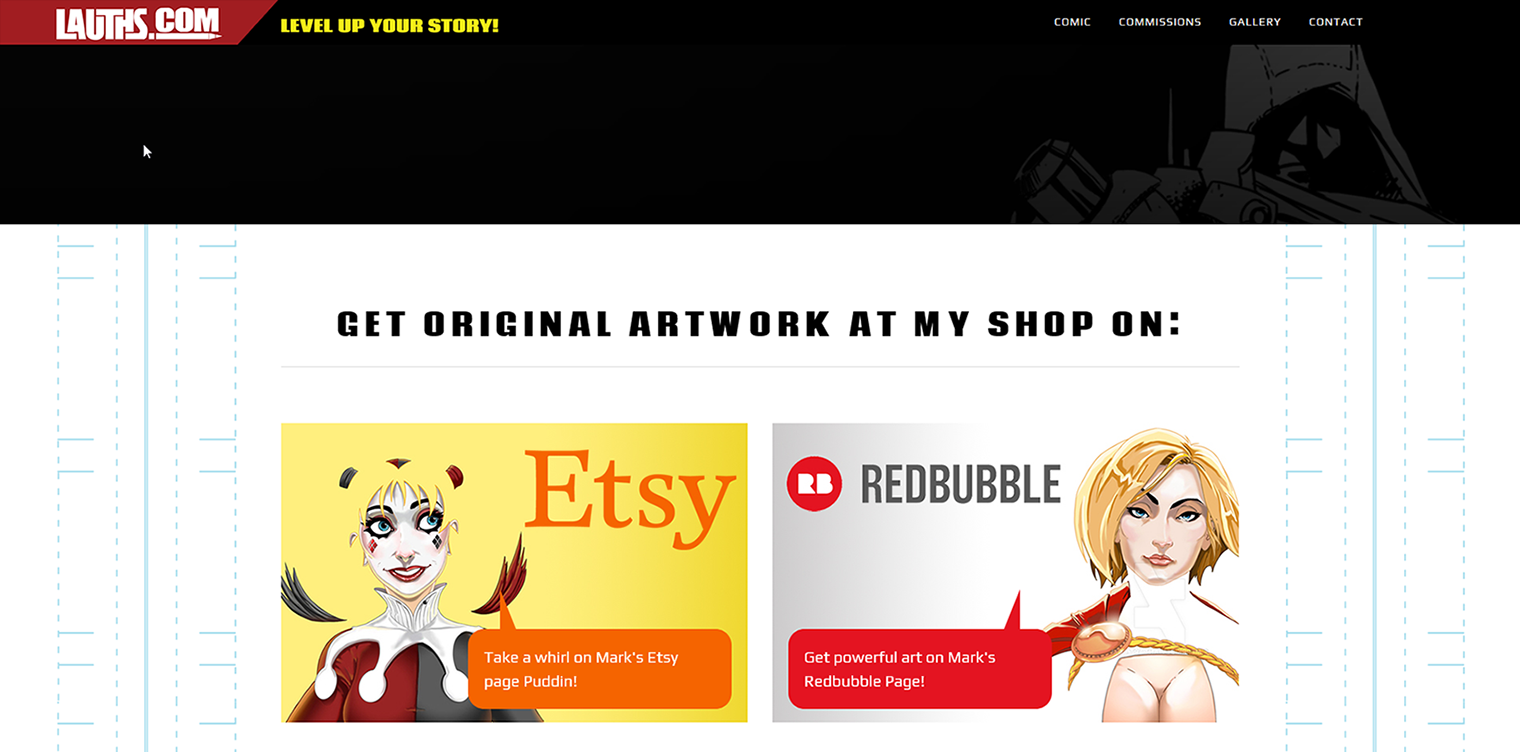 LAUTHS.COM
LEVEL UP YOUR STORY!
COMIC
COMMISSIONS
GALLERY
CONTACT
GET ORIGINAL ARTWORK AT MY SHOP ON:
Etsy
Take a whirl on Mark's Etsy
page Puddin!
RB
REDBUBBLE
Get powerful art on Mark's
Redbubble Page!